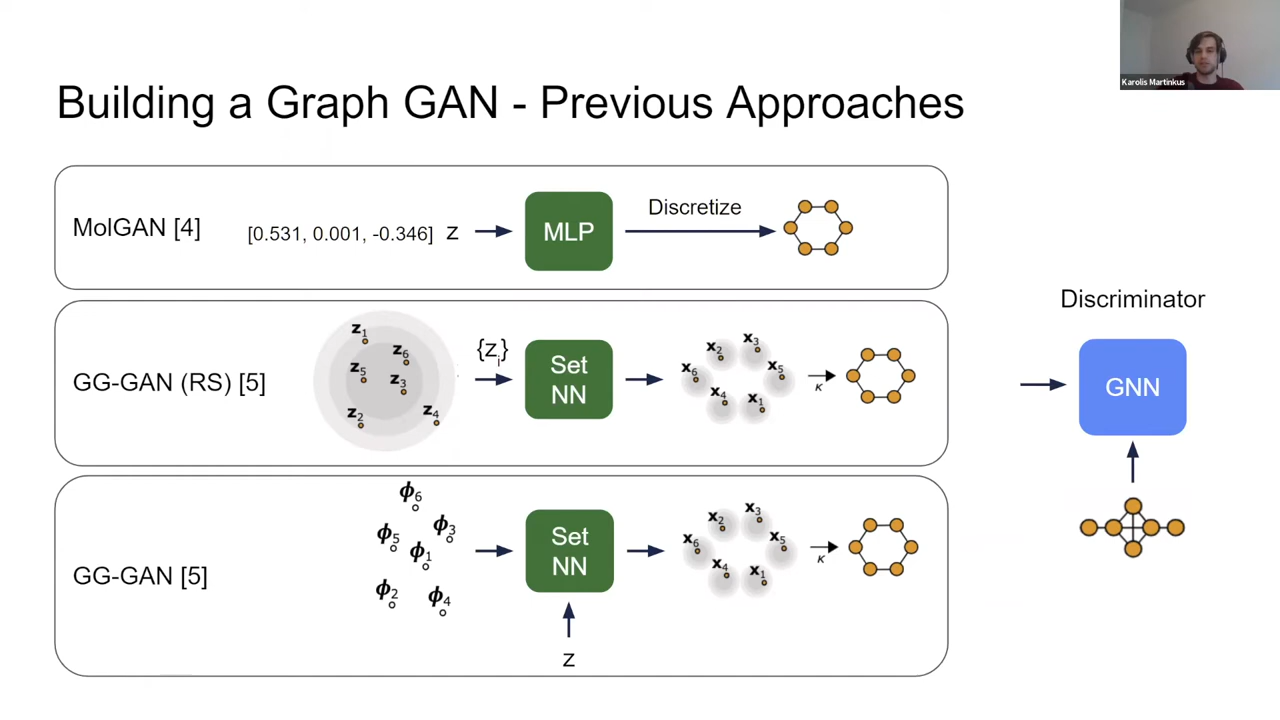 Karolis Martinkus
Building a Graph GAN - Previous Approaches
MolGAN [4]
[0.531, 0.001, -0.346] z
MLP
Discretize
GG-GAN (RS) [5]
z1
z6
z5
z3
z2
z4
{zi}
Set
NN
x3
x2
x6
x5
x4
x1
κ
GG-GAN [5]
ϕ6
ϕ3
ϕ5
ϕ1
ϕ2
ϕ4
Set
NN
z
x3
x2
x6
x5
x4
x1
κ
Discriminator
GNN